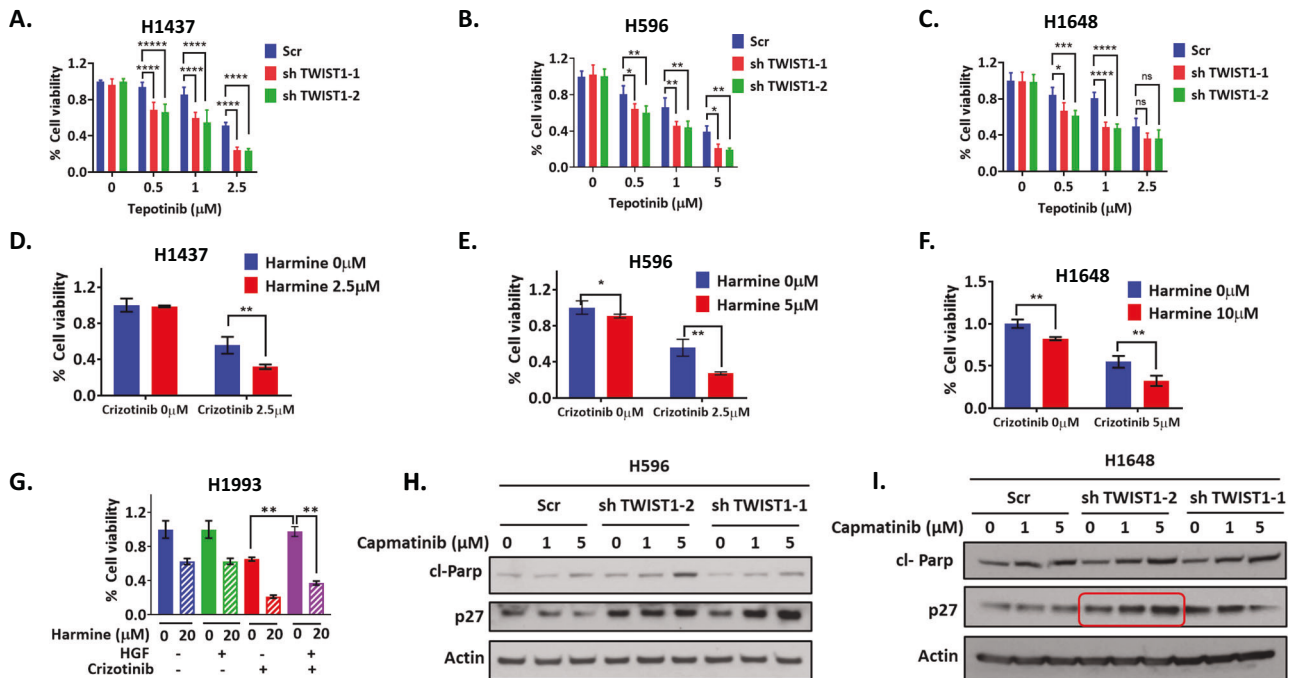 A.
H1437
% Cell viability
1.2
0.8
0.4
0.0
***** **** ****
**** **** ****
Scr
sh TWIST1-1
sh TWIST1-2
0 0.5 1 2.5
Tepotinib (μM)
B.
H596
% Cell viability
1.2
0.8
0.4
0.0
** ** **
* ** *
Scr
sh TWIST1-1
sh TWIST1-2
0 0.5 1 5
Tepotinib (μM)
C.
H1648
% Cell viability
1.2
0.8
0.4
0.0
*** **** ns
* **** ns
Scr
sh TWIST1-1
sh TWIST1-2
0 0.5 1 2.5
Tepotinib (μM)
D.
H1437
% Cell viability
1.2
0.8
0.4
0.0
**
Harmine 0μM
Harmine 2.5μM
Crizotinib 0μM Crizotinib 2.5μM
E.
H596
% Cell viability
1.2
0.8
0.4
0.0
* **
Harmine 0μM
Harmine 5μM
Crizotinib 0μM Crizotinib 2.5μM
F.
H1648
% Cell viability
1.5
1.0
0.5
0.0
** **
Harmine 0μM
Harmine 10μM
Crizotinib 0μM Crizotinib 5μM
G.
H1993
% Cell viability
1.2
0.8
0.4
0
** **
Harmine (μM) 0 20 0 20 0 20 0 20
HGF - + - +
Crizotinib - - + +
H.
H596
Scr sh TWIST1-2 sh TWIST1-1
Capmatinib (μM) 0 1 5 0 1 5 0 1 5
cl-Parp
p27
Actin
I.
H1648
Scr sh TWIST1-2 sh TWIST1-1
Capmatinib (μM) 0 1 5 0 1 5 0 1 5
cl- Parp
p27
Actin